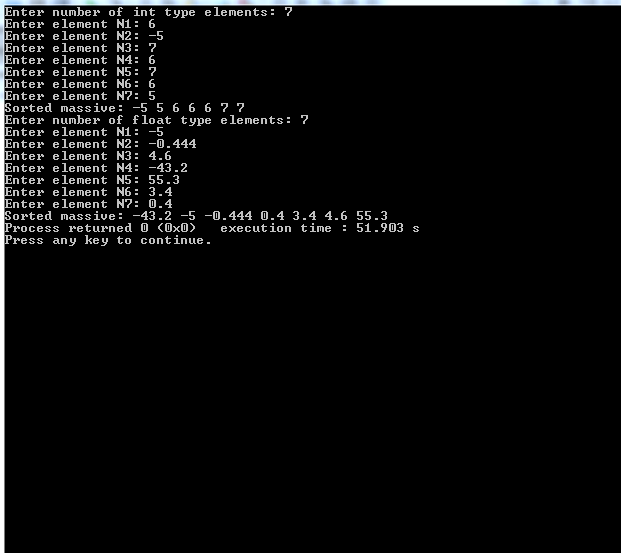 Enter number of int type elements: 7
Enter element N1: 6
Enter element N2: -5
Enter element N3: 7
Enter element N4: 6
Enter element N5: 7
Enter element N6: 6
Enter element N7: 5
Sorted massive: -5 5 6 6 6 7 7
Enter number of float type elements: 7
Enter element N1: -5
Enter element N2: -0.444
Enter element N3: 4.6
Enter element N4: -43.2
Enter element N5: 55.3
Enter element N6: 3.4
Enter element N7: 0.4
Sorted massive: -43.2 -5 -0.444 0.4 3.4 4.6 55.3
Process returned 0 (0x0)   execution time : 51.903 s
Press any key to continue.